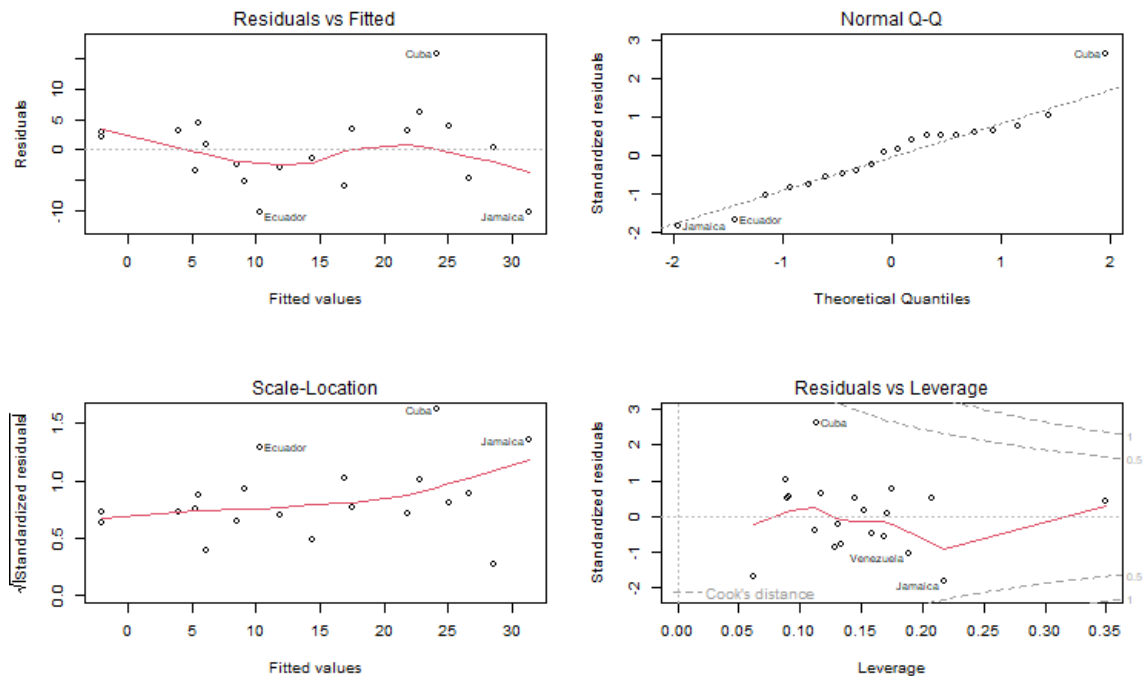 Residuals vs Fitted
Residuals
10
5
0
-10
Cuba
Ecuador
Jamaica
0 5 10 15 20 25 30
Fitted values
Normal Q-Q
Standardized residuals
3
2
1
0
-1
-2
Cuba
Ecuador
Jamaica
-2 -1 0 1 2
Theoretical Quantiles
Scale-Location
√|Standardized residuals
1.5
1.0
0.5
0.0
Cuba
Ecuador
Jamaica
0 5 10 15 20 25 30
Fitted values
Residuals vs Leverage
Standardized residuals
3
2
1
0
-1
-2
Cuba
Venezuela
Jamaica
Cook's distance
1
0.5
0.5
1
0.00 0.05 0.10 0.15 0.20 0.25 0.30 0.35
Leverage